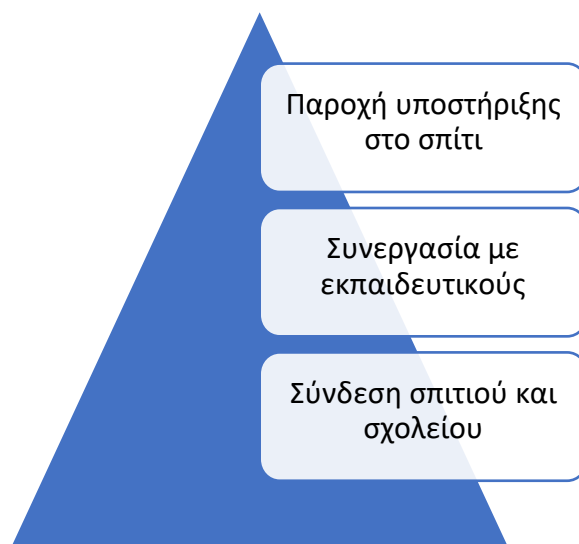 Παροχή υποστήριξης
στο σπίτι
Συνεργασία με
εκπαιδευτικούς
Σύνδεση σπιτιού και
σχολείου